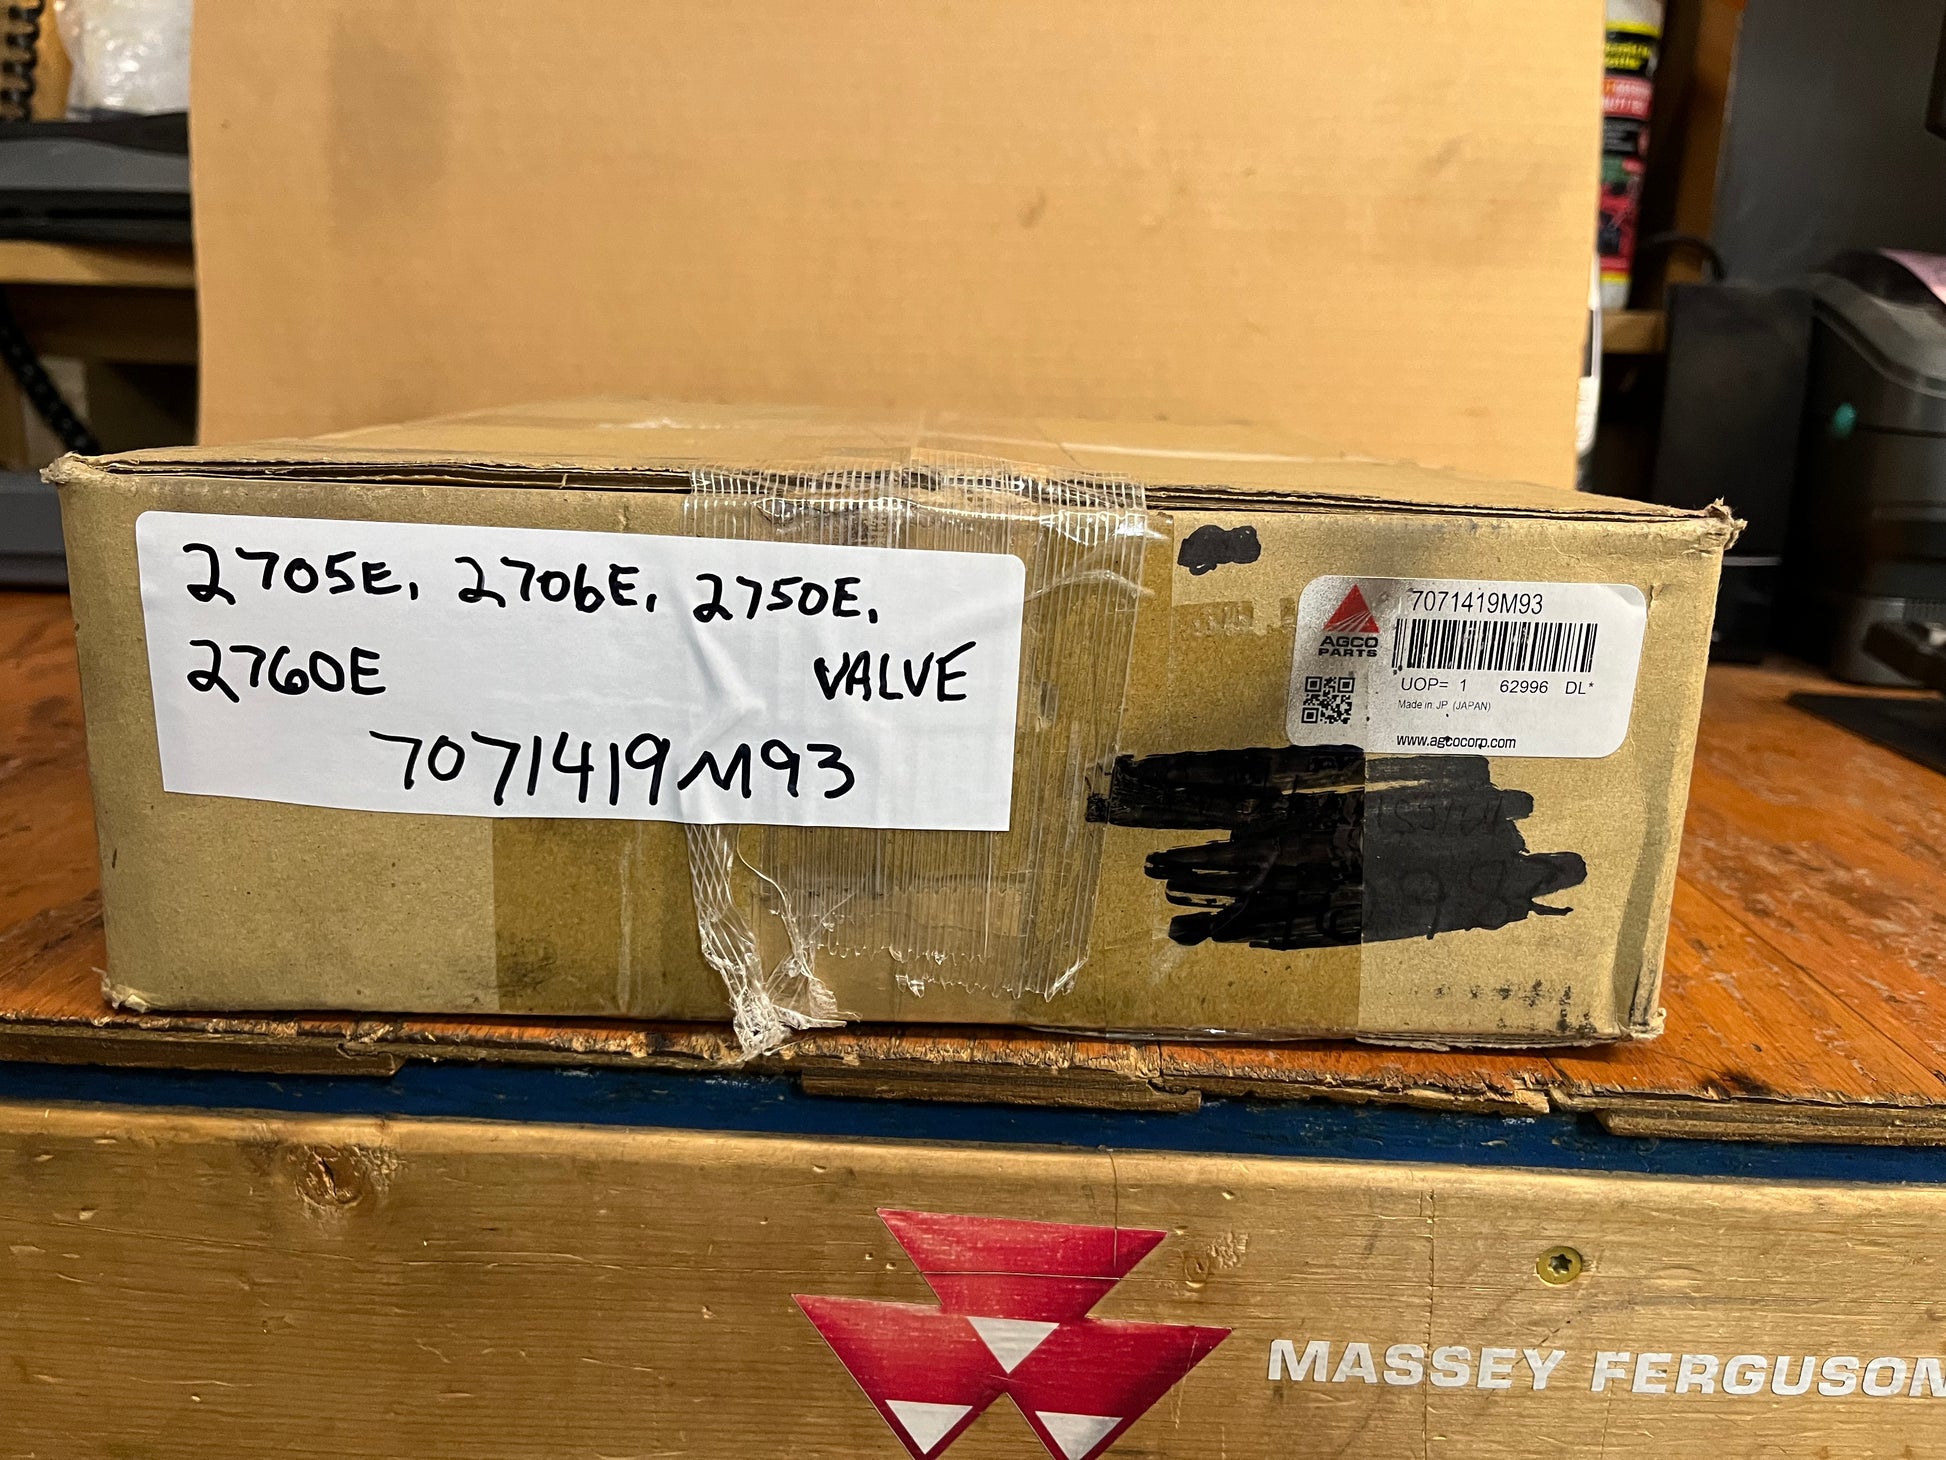 2705E, 2706E, 2750E,
2760E VALVE
7071419M93
AGCO
PARTS
7071419M93
UOP= 1 62996 DL*
Made in: JP (JAPAN)
www.agcocorp.com
MASSEY FERGUSON